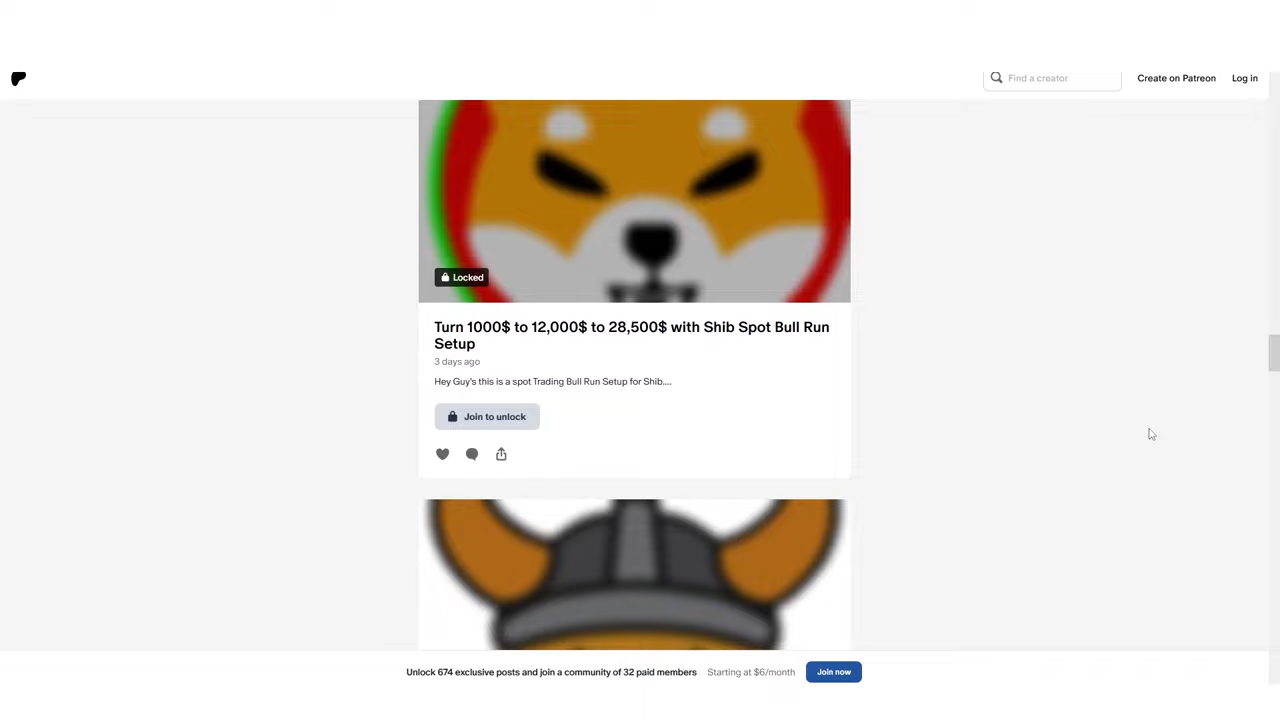 Find a creator
Create on Patreon
Log in
Locked
Turn 1000$ to 12,000$ to 28,500$ with Shib Spot Bull Run
Setup
3 days ago
Hey Guy's this is a spot Trading Bull Run Setup for Shib....
Join to unlock
Unlock 674 exclusive posts and join a community of 32 paid members
Starting at $6/month
Join now